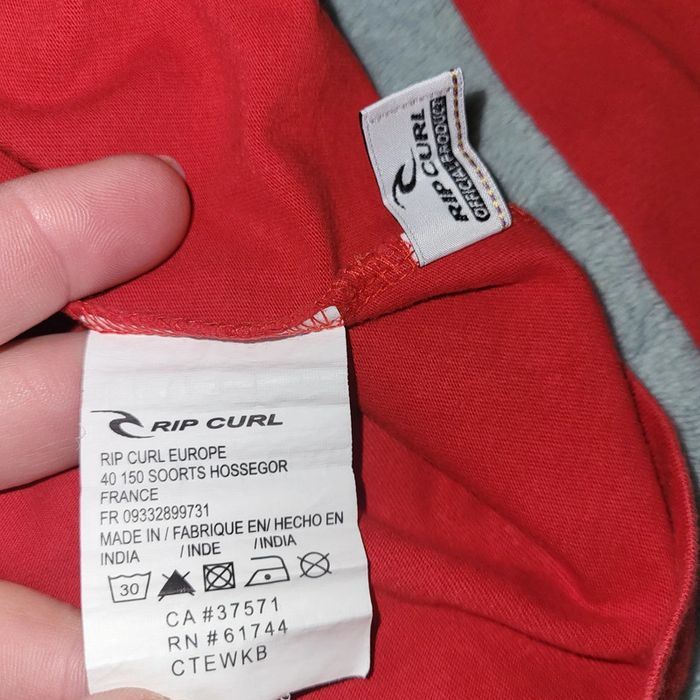 RIP CURL
OFFICIAL PRODUCT
RIP CURL
RIP CURL EUROPE
40 150 SOORTS HOSSEGOR
FRANCE
FR 09332899731
MADE IN / FABRIQUE EN/ HECHO EN
INDIA /INDE /INDIA
30
CA #37571
RN #61744
CTEWKB